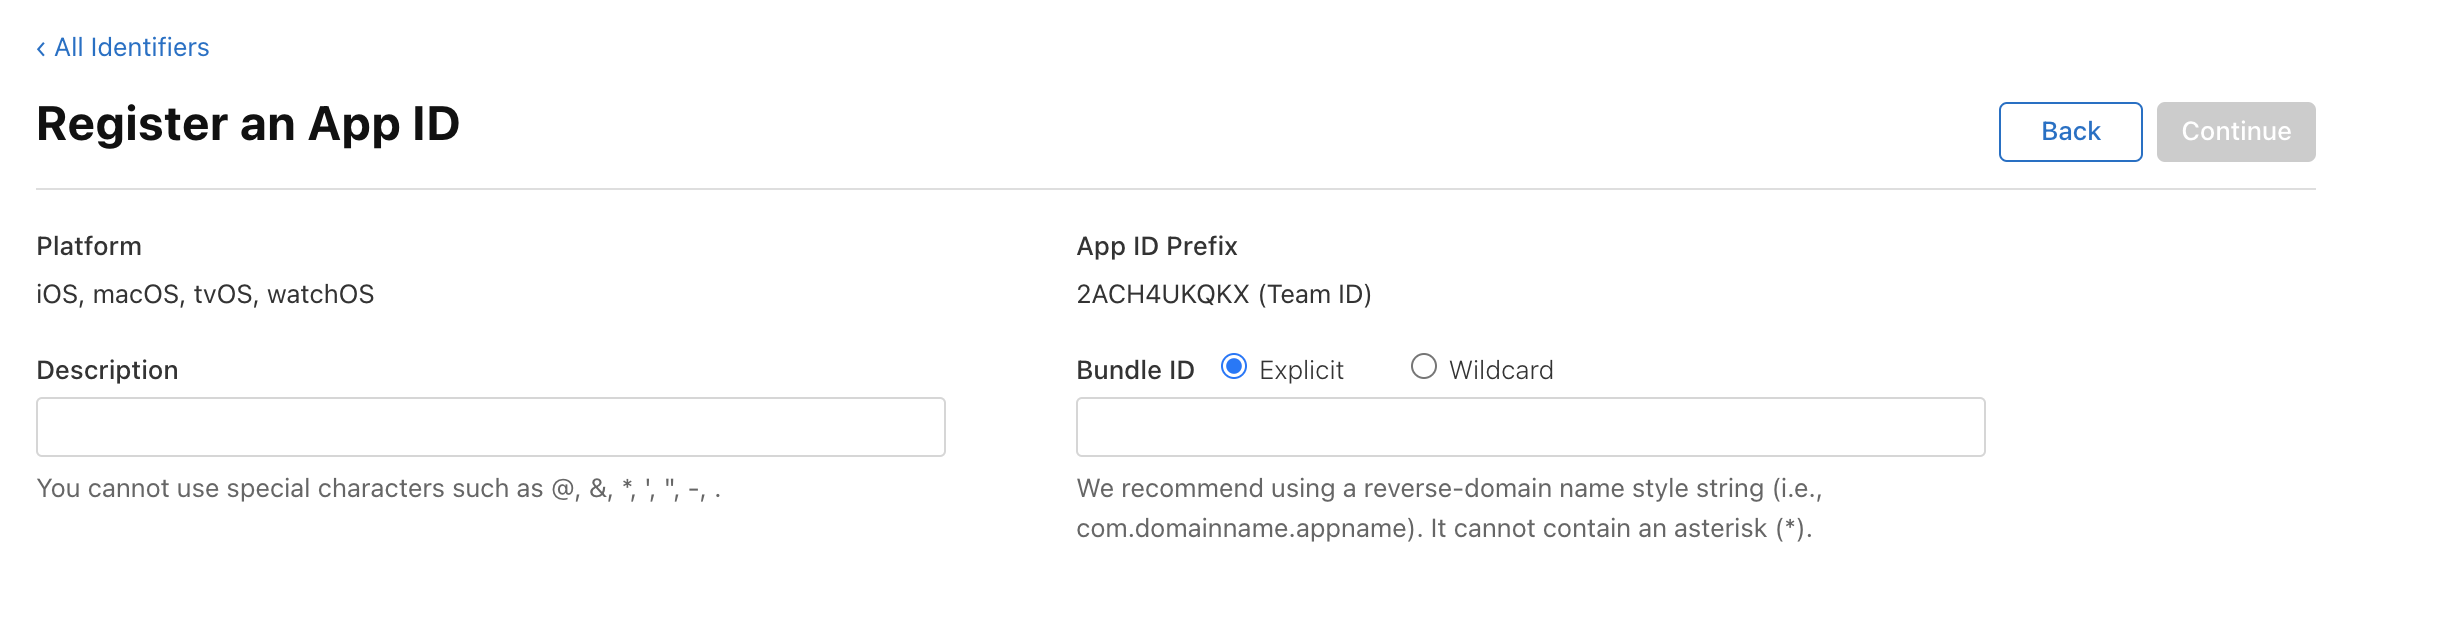 ‹ All Identifiers
Register an App ID
Back
Continue
Platform
iOS, macOS, tvOS, watchOS
App ID Prefix
2ACH4UKQKX (Team ID)
Description
You cannot use special characters such as @, &, *, ', ", -, .
Bundle ID Explicit Wildcard
We recommend using a reverse-domain name style string (i.e.,
com.domainname.appname). It cannot contain an asterisk (*).